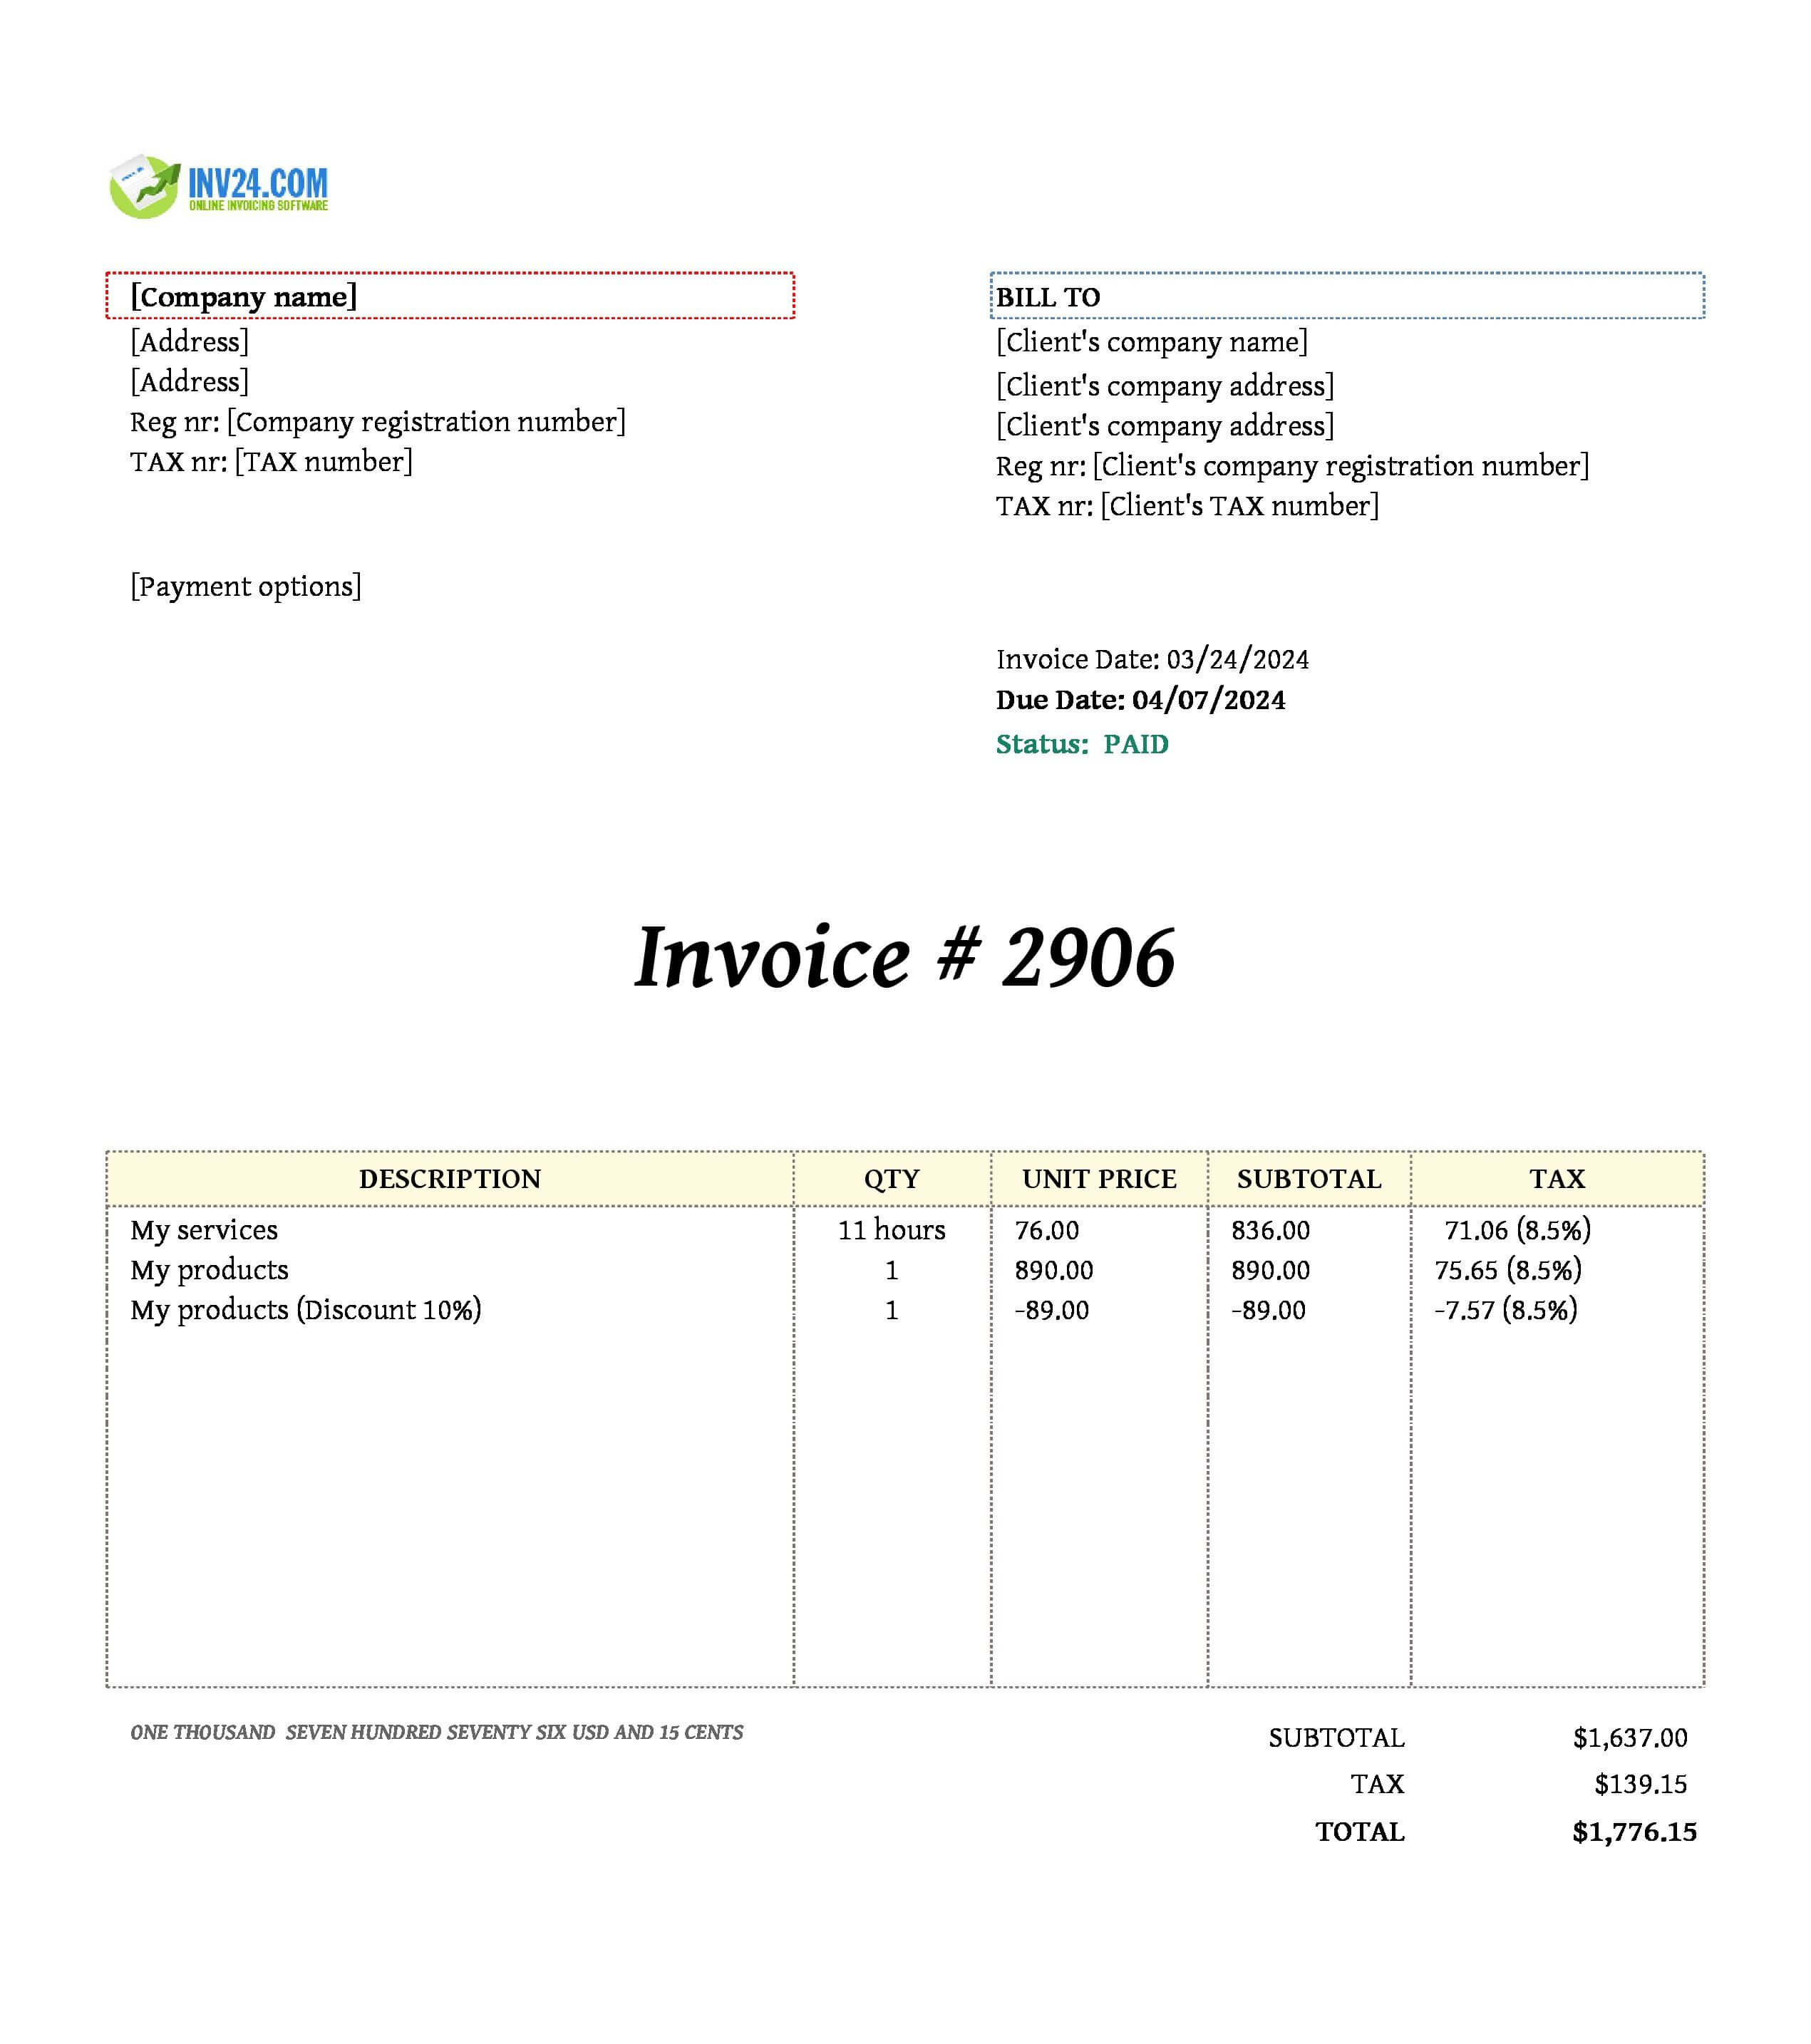 INV24.COM
ONLINE INVOICING SOFTWARE
[Company name]
[Address]
[Address]
Reg nr: [Company registration number]
TAX nr: [TAX number]
[Payment options]
BILL TO
[Client's company name]
[Client's company address]
[Client's company address]
Reg nr: [Client's company registration number]
TAX nr: [Client's TAX number]
Invoice Date: 03/24/2024
Due Date: 04/07/2024
Status: PAID
Invoice # 2906
DESCRIPTION QTY UNIT PRICE SUBTOTAL TAX
My services 11 hours 76.00 836.00 71.06 (8.5%)
My products 1 890.00 890.00 75.65 (8.5%)
My products (Discount 10%) 1 -89.00 -89.00 -7.57 (8.5%)
ONE THOUSAND SEVEN HUNDRED SEVENTY SIX USD AND 15 CENTS
SUBTOTAL $1,637.00
TAX $139.15
TOTAL $1,776.15